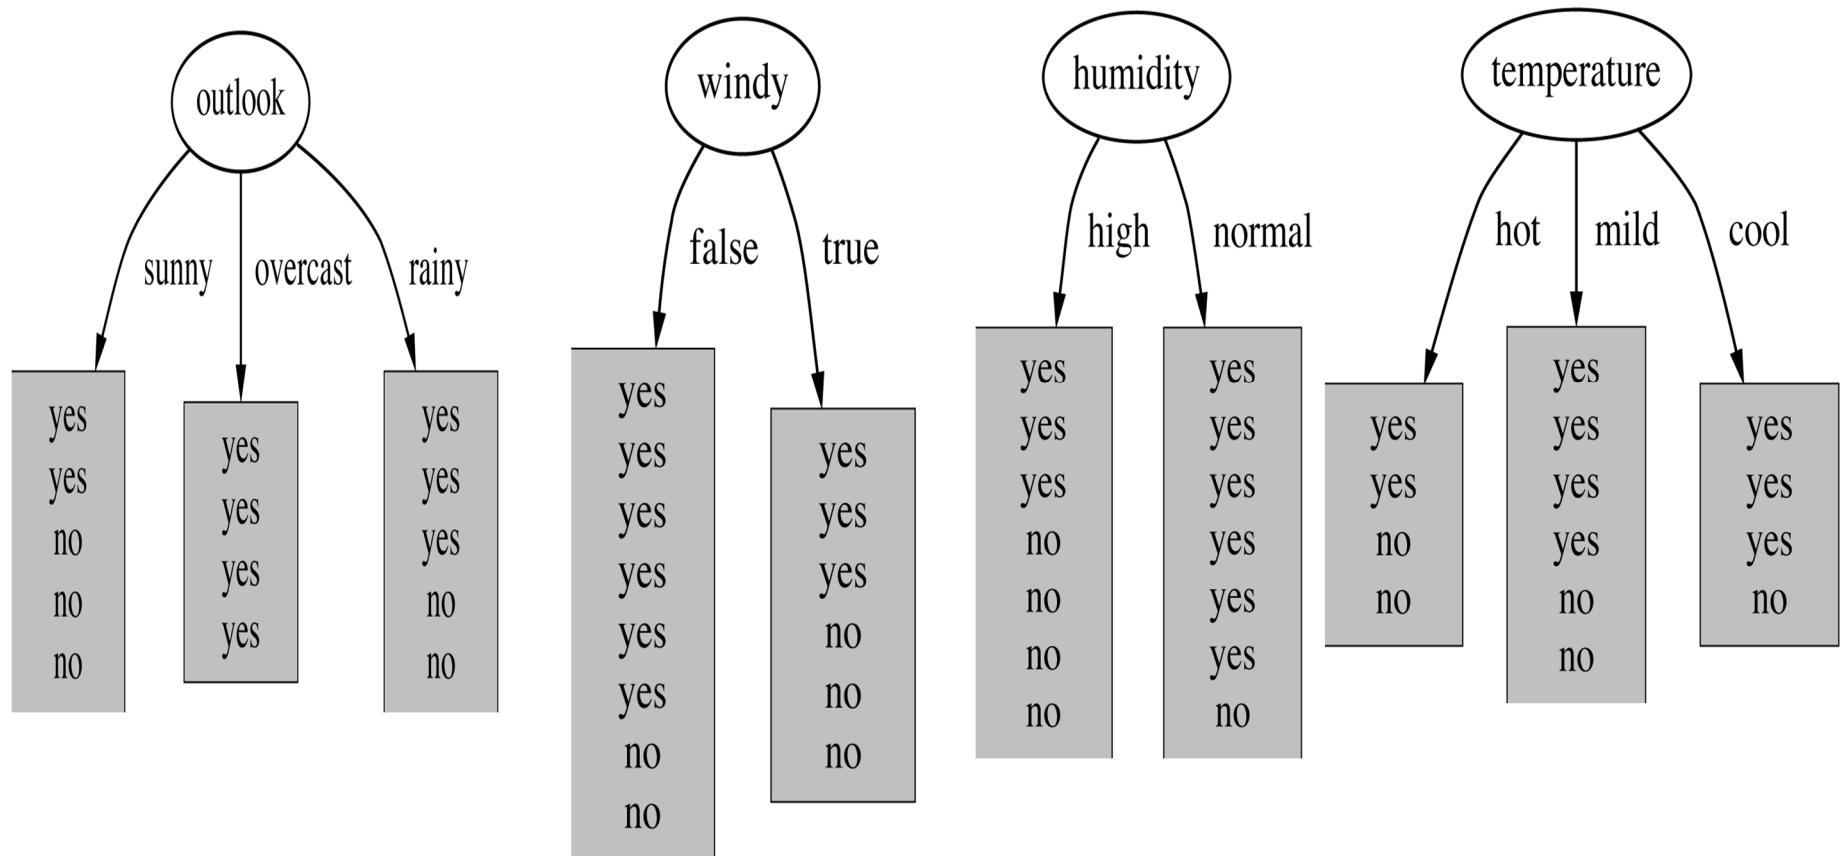 outlook
sunny
overcast
rainy
yes
yes
no
no
no
yes
yes
yes
yes
yes
yes
yes
no
no
windy
false
true
yes
yes
yes
yes
yes
yes
no
no
yes
yes
yes
no
no
no
humidity
high
normal
yes
yes
yes
no
no
no
no
yes
yes
yes
yes
yes
yes
no
temperature
hot
mild
cool
yes
yes
no
no
yes
yes
yes
yes
no
no
yes
yes
yes
no